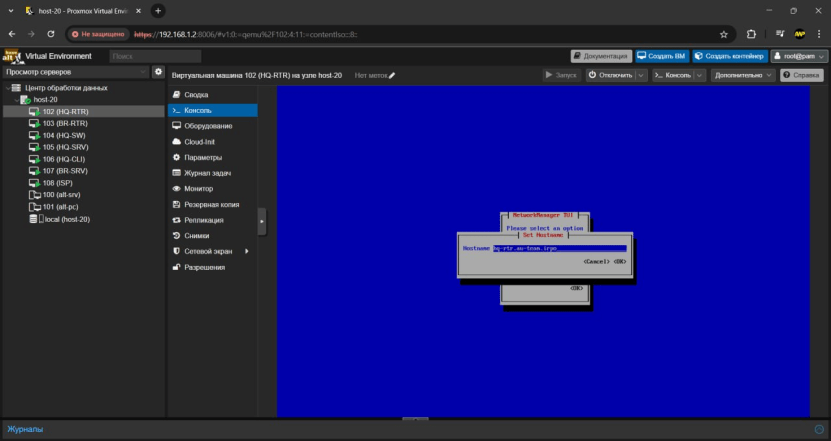 host-20 - Proxmox Virtual Envir
Не защищено https://192.168.1.2:8006/#v1:0:=qemu%2F102:4:11:=contentIso::8::
alt Virtual Environment Поиск Документация Создать ВМ Создать контейнер root@pam
Просмотр серверов
Виртуальная машина 102 (HQ-RTR) на узле host-20 Нет меток Запуск Отключить Консоль Дополнительно Справка
Центр обработки данных
host-20
102 (HQ-RTR)
103 (BR-RTR)
104 (HQ-SW)
105 (HQ-SRV)
106 (HQ-CLI)
107 (BR-SRV)
108 (ISP)
100 (alt-srv)
101 (alt-pc)
local (host-20)
Сводка
>_ Консоль
Оборудование
Cloud-Init
Параметры
Журнал задач
Монитор
Резервная копия
Репликация
Снимки
Сетевой экран
Разрешения
NetworkManager TUI
Please select an option
Set Hostname
Hostname hq-rtr.au-team.irpo
<Cancel> <OK>
<OK>
Журналы